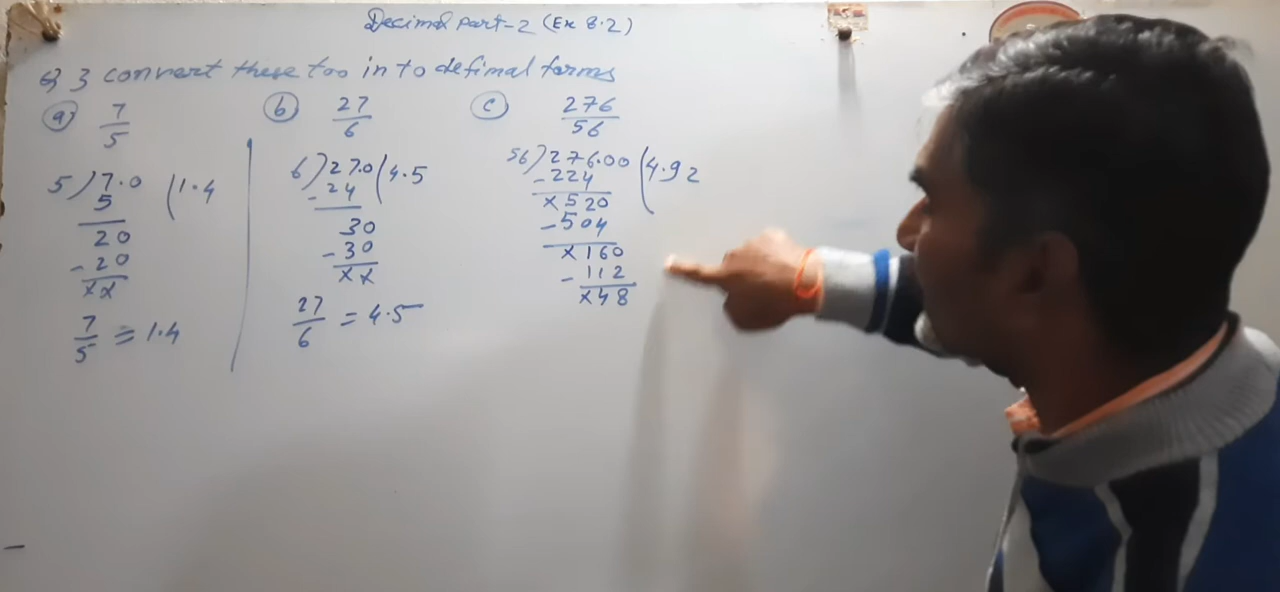 Decimal part-2 (Ex 8.2)
Q 3 convert these too in to defimal forms
(a) 7/5
5)7.0(1.4
5
20
-20
xx
7/5 = 1.4
(b) 27/6
6)27.0(4.5
-24
30
-30
xx
27/6 = 4.5
(c) 276/56
56)276.00(4.92
-224
x520
-504
x160
-112
x48